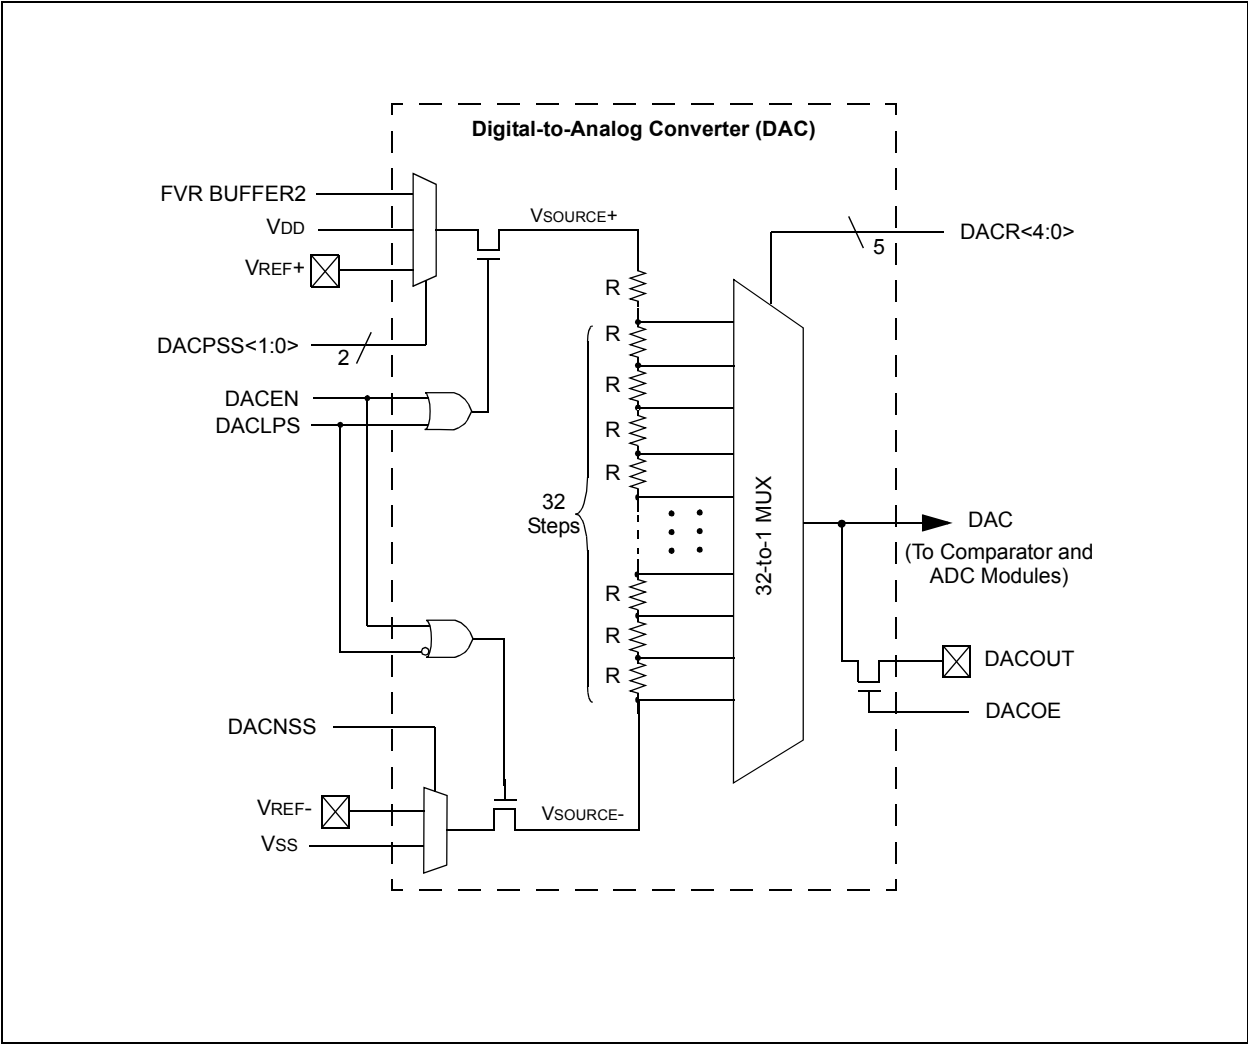 Digital-to-Analog Converter (DAC)
FVR BUFFER2
VDD
VREF+
VSOURCE+
DACR<4:0>
5
DACPSS<1:0>
2
DACEN
DACLPS
R
R
R
R
R
32
Steps
R
R
R
32-to-1 MUX
DAC
(To Comparator and
ADC Modules)
DACOUT
DACOE
DACNSS
VREF-
VSS
VSOURCE-